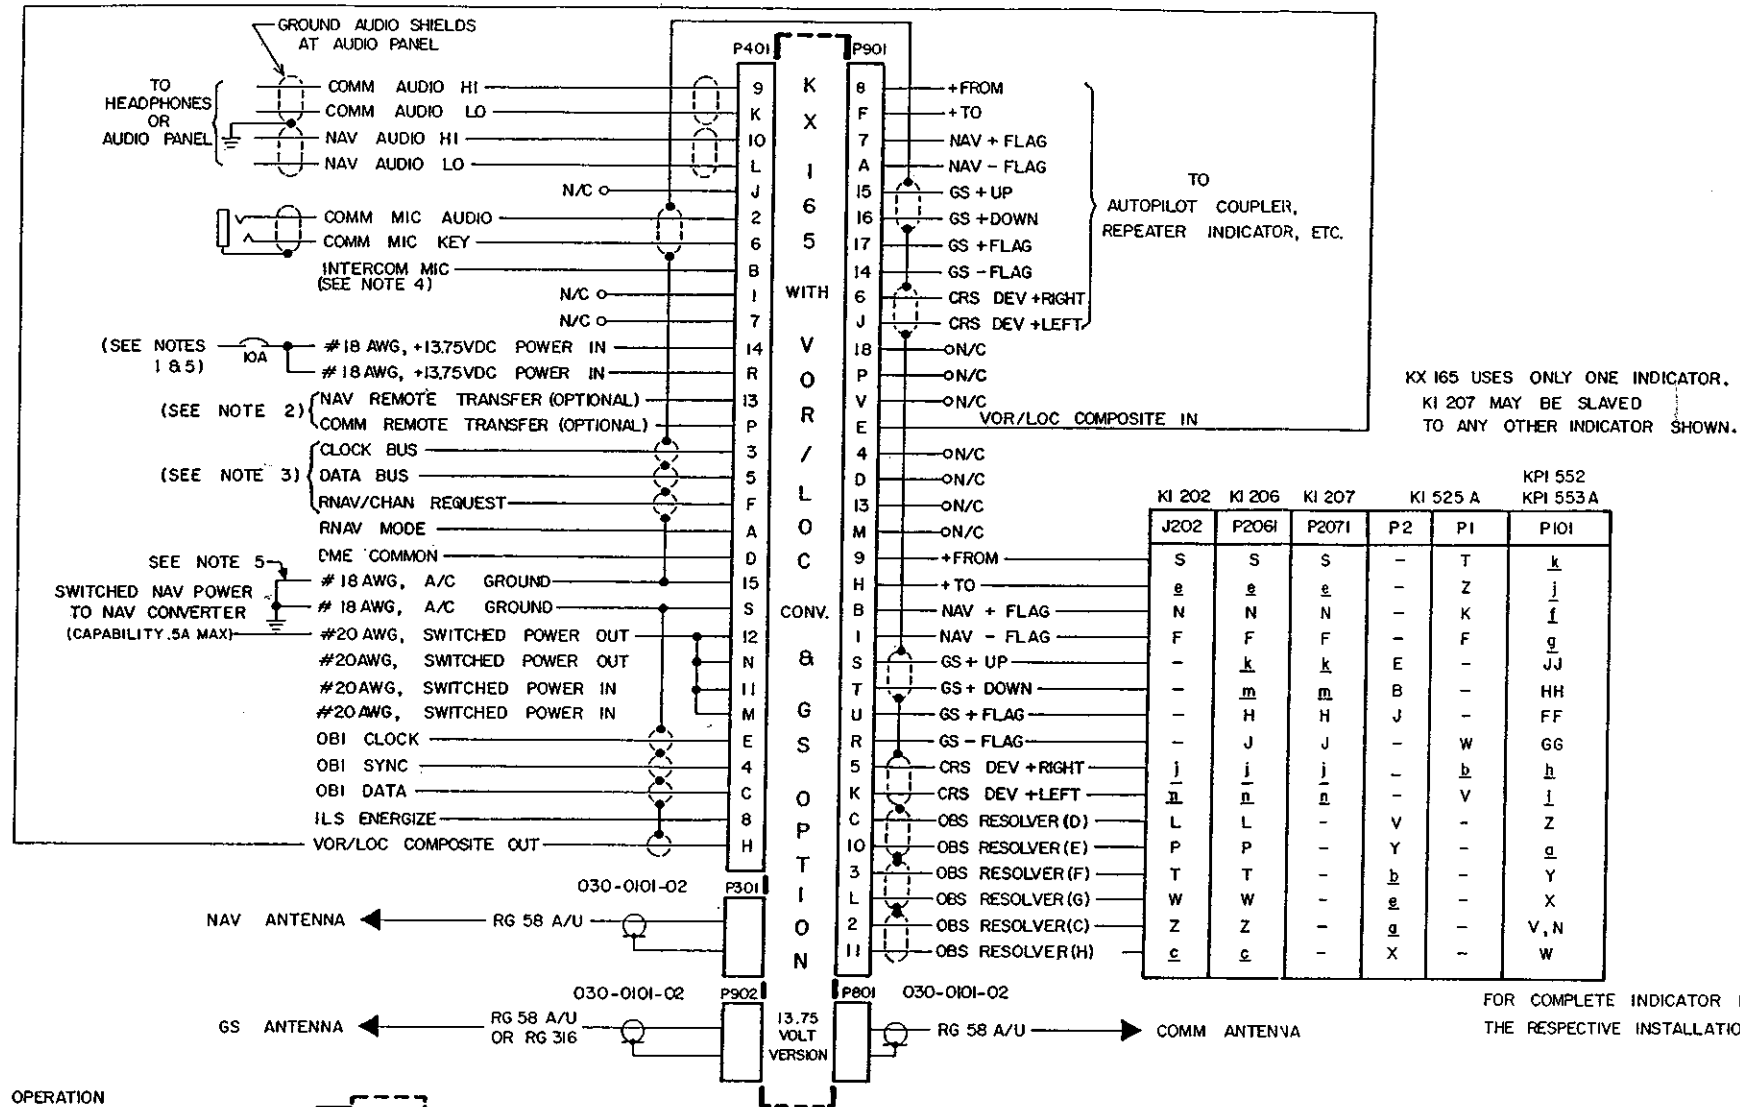 GROUND AUDIO SHIELDS
AT AUDIO PANEL
TO
HEADPHONES
OR
AUDIO PANEL
P401
COMM AUDIO HI 9
COMM AUDIO LO K
NAV AUDIO HI 10
NAV AUDIO LO L
N/C J
COMM MIC AUDIO 2
COMM MIC KEY 6
INTERCOM MIC B
(SEE NOTE 4)
N/C 1
N/C 7
(SEE NOTES
1 & 5)
10A
#18 AWG, +13.75VDC POWER IN 14
#18 AWG, +13.75VDC POWER IN R
(SEE NOTE 2)
NAV REMOTE TRANSFER (OPTIONAL) 13
COMM REMOTE TRANSFER (OPTIONAL) P
(SEE NOTE 3)
CLOCK BUS 3
DATA BUS 5
RNAV/CHAN REQUEST F
RNAV MODE A
DME COMMON D
SEE NOTE 5
SWITCHED NAV POWER
TO NAV CONVERTER
(CAPABILITY .5A MAX)
#18 AWG, A/C GROUND 15
#18 AWG, A/C GROUND S
#20 AWG, SWITCHED POWER OUT 12
#20AWG, SWITCHED POWER OUT N
#20AWG, SWITCHED POWER IN 11
#20AWG, SWITCHED POWER IN M
OBI CLOCK E
OBI SYNC 4
OBI DATA C
ILS ENERGIZE 8
VOR/LOC COMPOSITE OUT H
030-0101-02 P301
NAV ANTENNA RG 58 A/U
030-0101-02 P902
GS ANTENNA RG 58 A/U
OR RG 316
KX 165 WITH VOR/LOC CONV. & GS OPTION
13.75
VOLT
VERSION
P901
8 +FROM
F +TO
7 NAV + FLAG
A NAV - FLAG
15 GS + UP
16 GS +DOWN
17 GS +FLAG
14 GS -FLAG
6 CRS DEV +RIGHT
J CRS DEV +LEFT
TO
AUTOPILOT COUPLER,
REPEATER INDICATOR, ETC.
18 N/C
P N/C
V N/C
E VOR/LOC COMPOSITE IN
4 N/C
D N/C
13 N/C
M N/C
KX 165 USES ONLY ONE INDICATOR.
KI 207 MAY BE SLAVED
TO ANY OTHER INDICATOR SHOWN.
KPI 552
KI 202 KI 206 KI 207 KI 525 A KPI 553A
J202 P2061 P2071 P2 P1 P101
9 +FROM S S S - T k
H +TO e e e - Z j
B NAV + FLAG N N N - K f
1 NAV - FLAG F F F - F g
S GS + UP - k k E - JJ
T GS + DOWN - m m B - HH
U GS + FLAG - H H J - FF
R GS - FLAG - J J - W GG
5 CRS DEV +RIGHT j j j - b h
K CRS DEV +LEFT n n n - V i
C OBS RESOLVER (D) L L - V - Z
10 OBS RESOLVER (E) P P - Y - a
3 OBS RESOLVER (F) T T - b - Y
L OBS RESOLVER (G) W W - e - X
2 OBS RESOLVER (C) Z Z - a - V,N
11 OBS RESOLVER (H) c c - X - W
P801 030-0101-02
RG 58 A/U COMM ANTENNA
FOR COMPLETE INDICATOR
THE RESPECTIVE
OPERATION